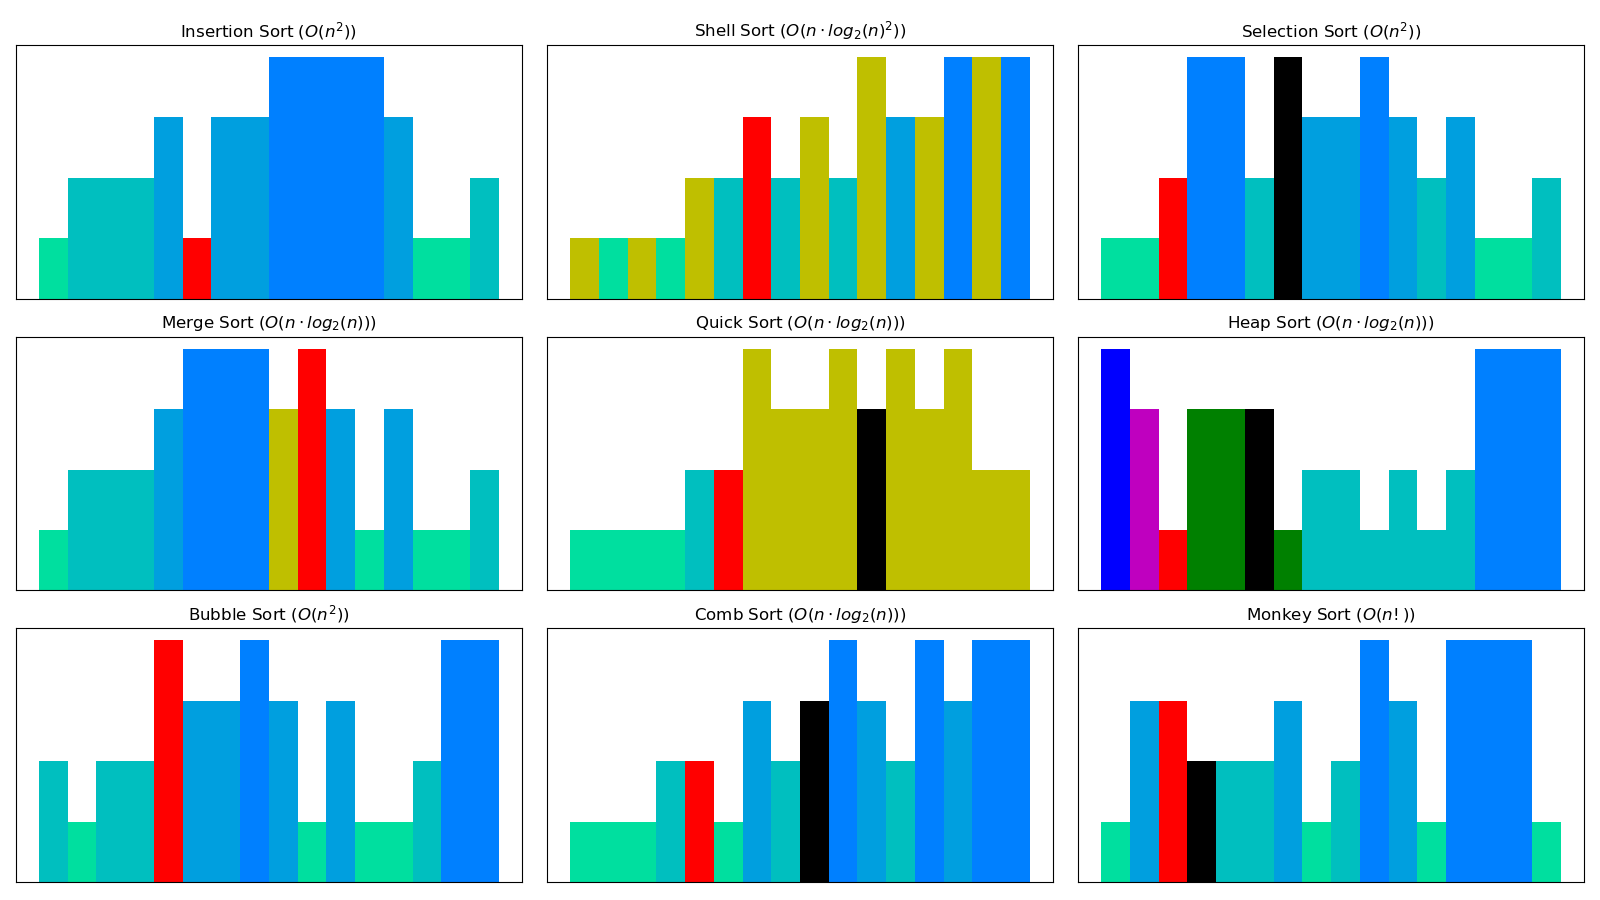 Insertion Sort (O(n²))
Shell Sort (O(n · log₂(n)²))
Selection Sort (O(n²))
Merge Sort (O(n · log₂(n)))
Quick Sort (O(n · log₂(n)))
Heap Sort (O(n · log₂(n)))
Bubble Sort (O(n²))
Comb Sort (O(n · log₂(n)))
Monkey Sort (O(n! ))